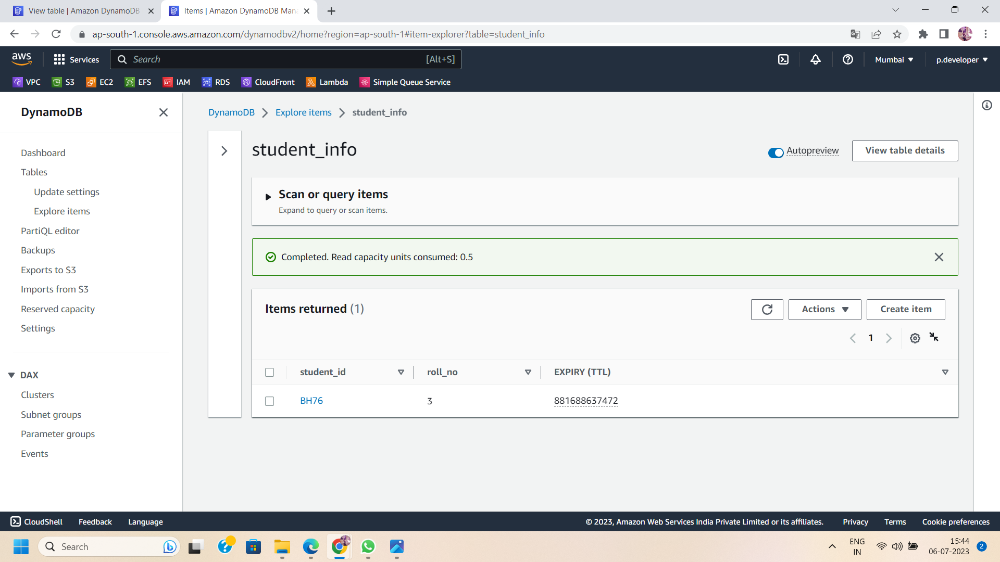 View table | Amazon DynamoDB
Items | Amazon DynamoDB Man
ap-south-1.console.aws.amazon.com/dynamodbv2/home?region=ap-south-1#item-explorer?table=student_info
aws
Services
Search
[Alt+S]
Mumbai
p.developer
VPC
S3
EC2
EFS
IAM
RDS
CloudFront
Lambda
Simple Queue Service
DynamoDB
Dashboard
Tables
Update settings
Explore items
PartiQL editor
Backups
Exports to S3
Imports from S3
Reserved capacity
Settings
DAX
Clusters
Subnet groups
Parameter groups
Events
DynamoDB > Explore items > student_info
student_info
Autopreview
View table details
Scan or query items
Expand to query or scan items.
Completed. Read capacity units consumed: 0.5
Items returned (1)
Actions
Create item
1
student_id
roll_no
EXPIRY (TTL)
BH76
3
881688637472
CloudShell
Feedback
Language
© 2023, Amazon Web Services India Private Limited or its affiliates.
Privacy
Terms
Cookie preferences
Search
ENG
IN
15:44
06-07-2023
2